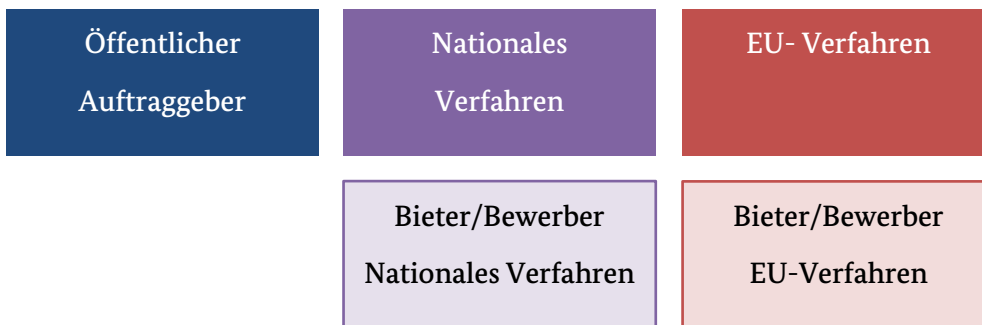 Öffentlicher
Auftraggeber
Nationales
Verfahren
EU- Verfahren
Bieter/Bewerber
Nationales Verfahren
Bieter/Bewerber
EU-Verfahren